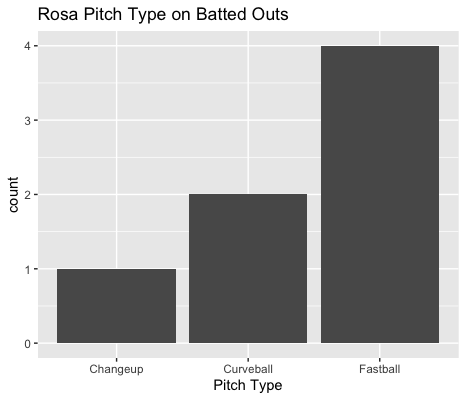 Rosa Pitch Type on Batted Outs
4
3
2
1
0
count
Changeup Curveball Fastball
Pitch Type